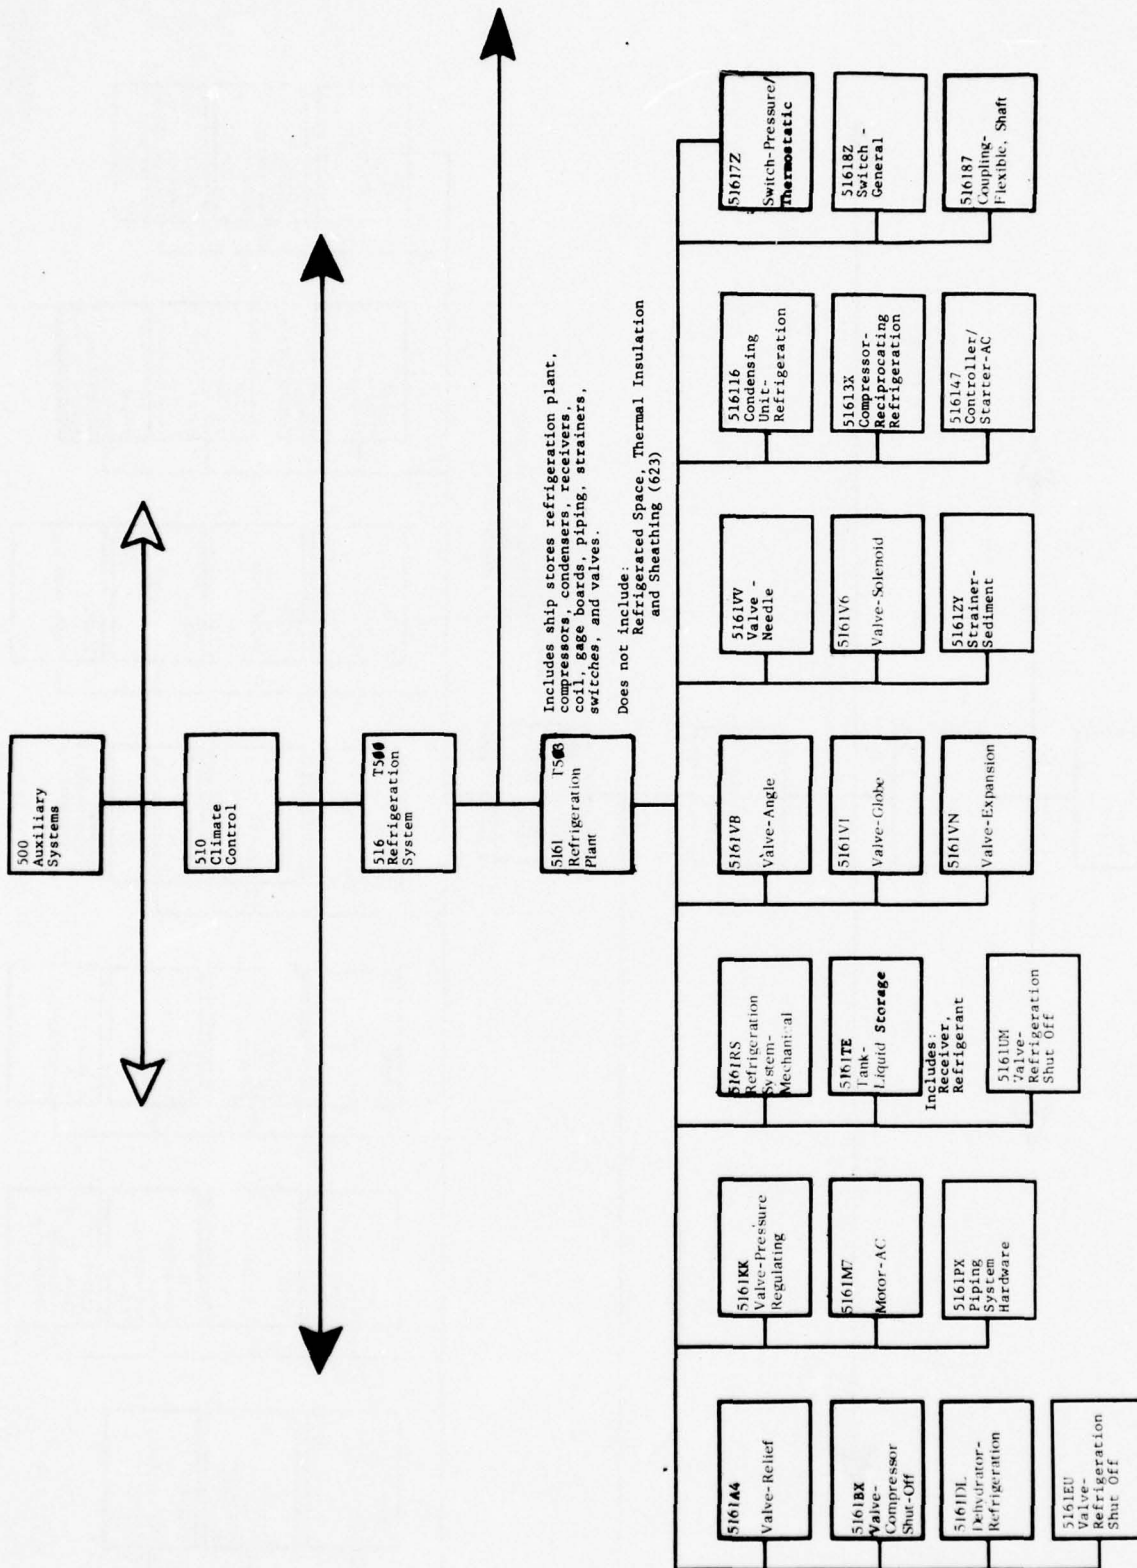 500
Auxiliary
Systems
510
Climate
Control
516
Refrigeration
System
5161
Refrigeration
Plant
Includes ship stores refrigeration plant,
compressors, condensers, receivers,
coil, gage boards, piping, strainers,
switches, and valves.
Does not include:
Refrigerated Space, Thermal Insulation
and Sheathing (623)
5161A4
Valve-Relief
5161BX
Valve-
Compressor
Shut-Off
5161DL
Dehydrator-
Refrigeration
5161EU
Valve-
Refrigeration
Shut Off
5161KK
Valve-Pressure
Regulating
5161M7
Motor-AC
5161PX
Piping
System
Hardware
5161RS
Refrigeration
System-
Mechanical
5161TE
Tank-
Liquid Storage
Includes:
Receiver,
Refrigerant
5161UM
Valve-
Refrigeration
Shut Off
5161VB
Valve-Angle
5161V1
Valve-Globe
5161VN
Valve-Expansion
5161VV
Valve -
Needle
5161V6
Valve-Solenoid
5161ZY
Strainer-
Sediment
516116
Condensing
Unit-
Refrigeration
51613X
Compressor-
Reciprocating
Refrigeration
516147
Controller/
Starter-AC
51617Z
Switch-Pressure/
Thermostatic
51618Z
Switch -
General
516187
Coupling-
Flexible, Shaft